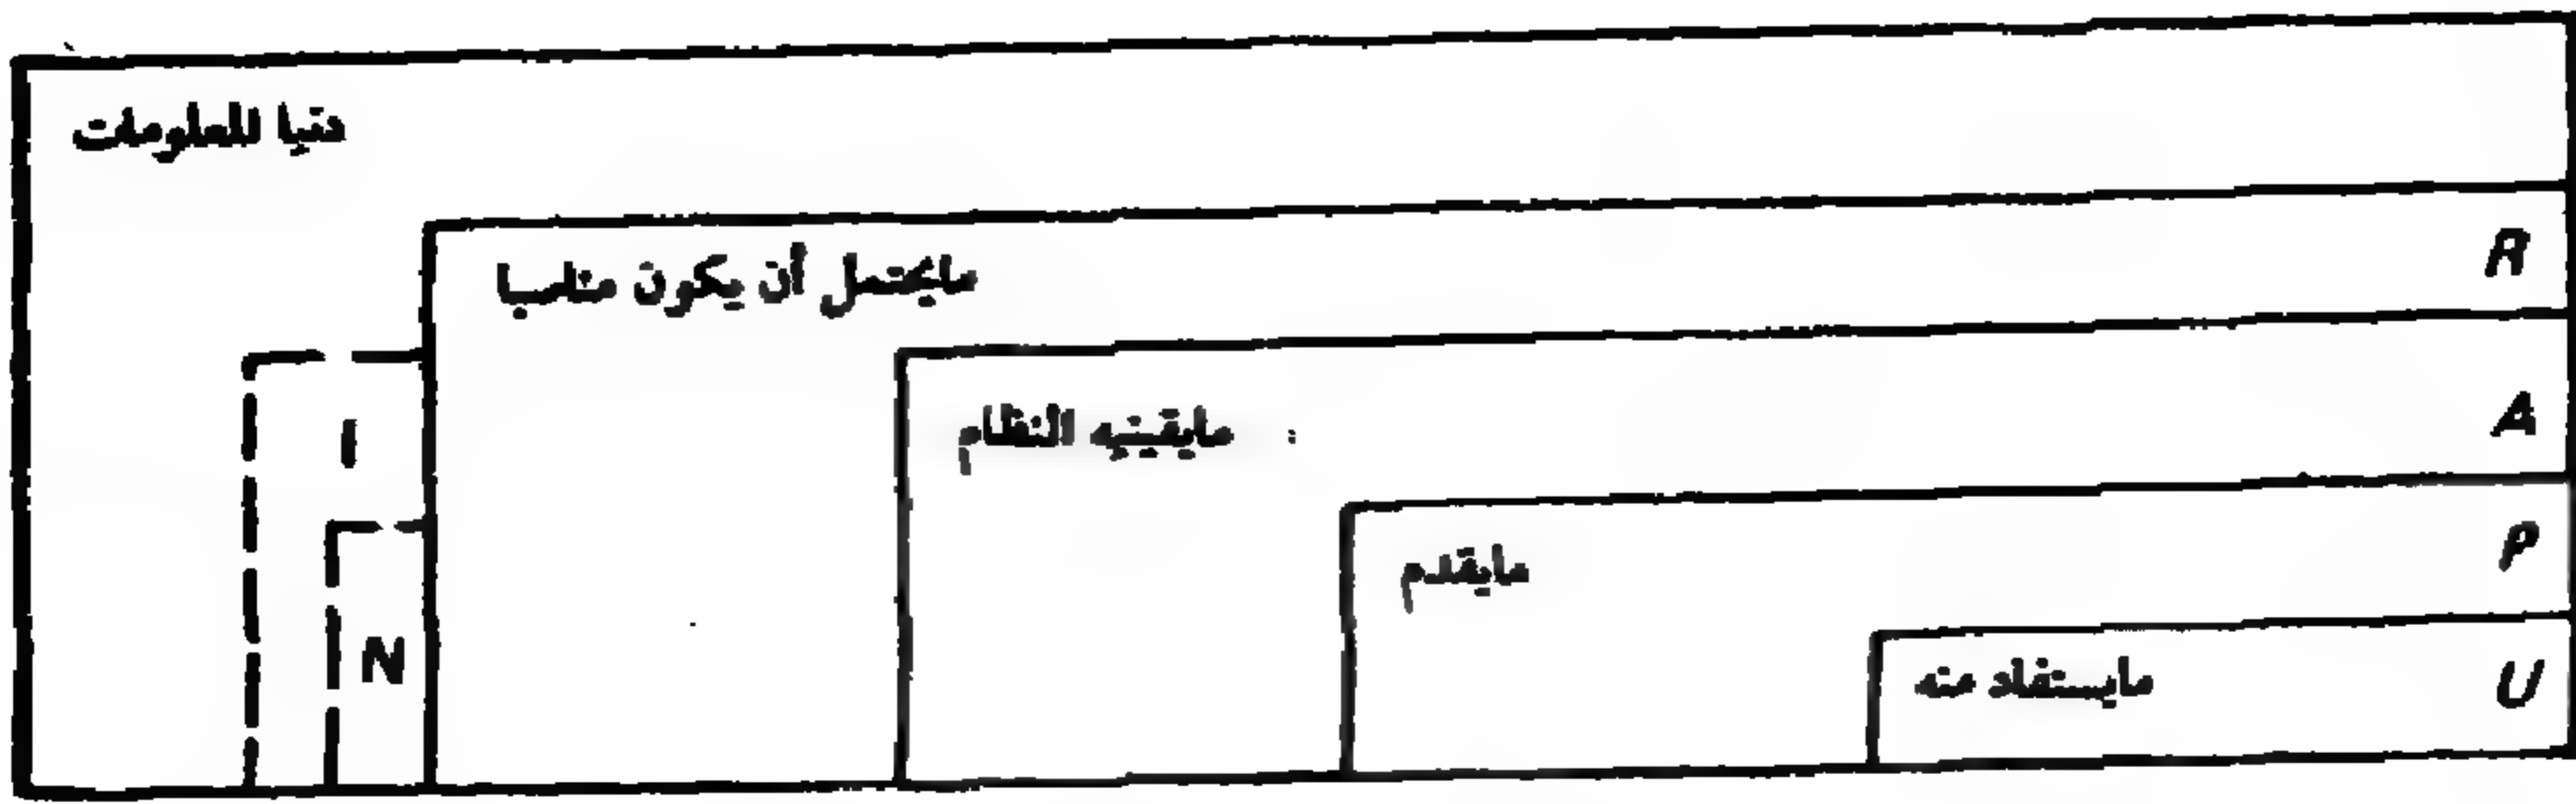 دنيا المعلومات
مايحتمل أن يكون مناسبا
R
مايقتنيه النظام
A
I
مايقدم
P
N
مايستفاد منه
U